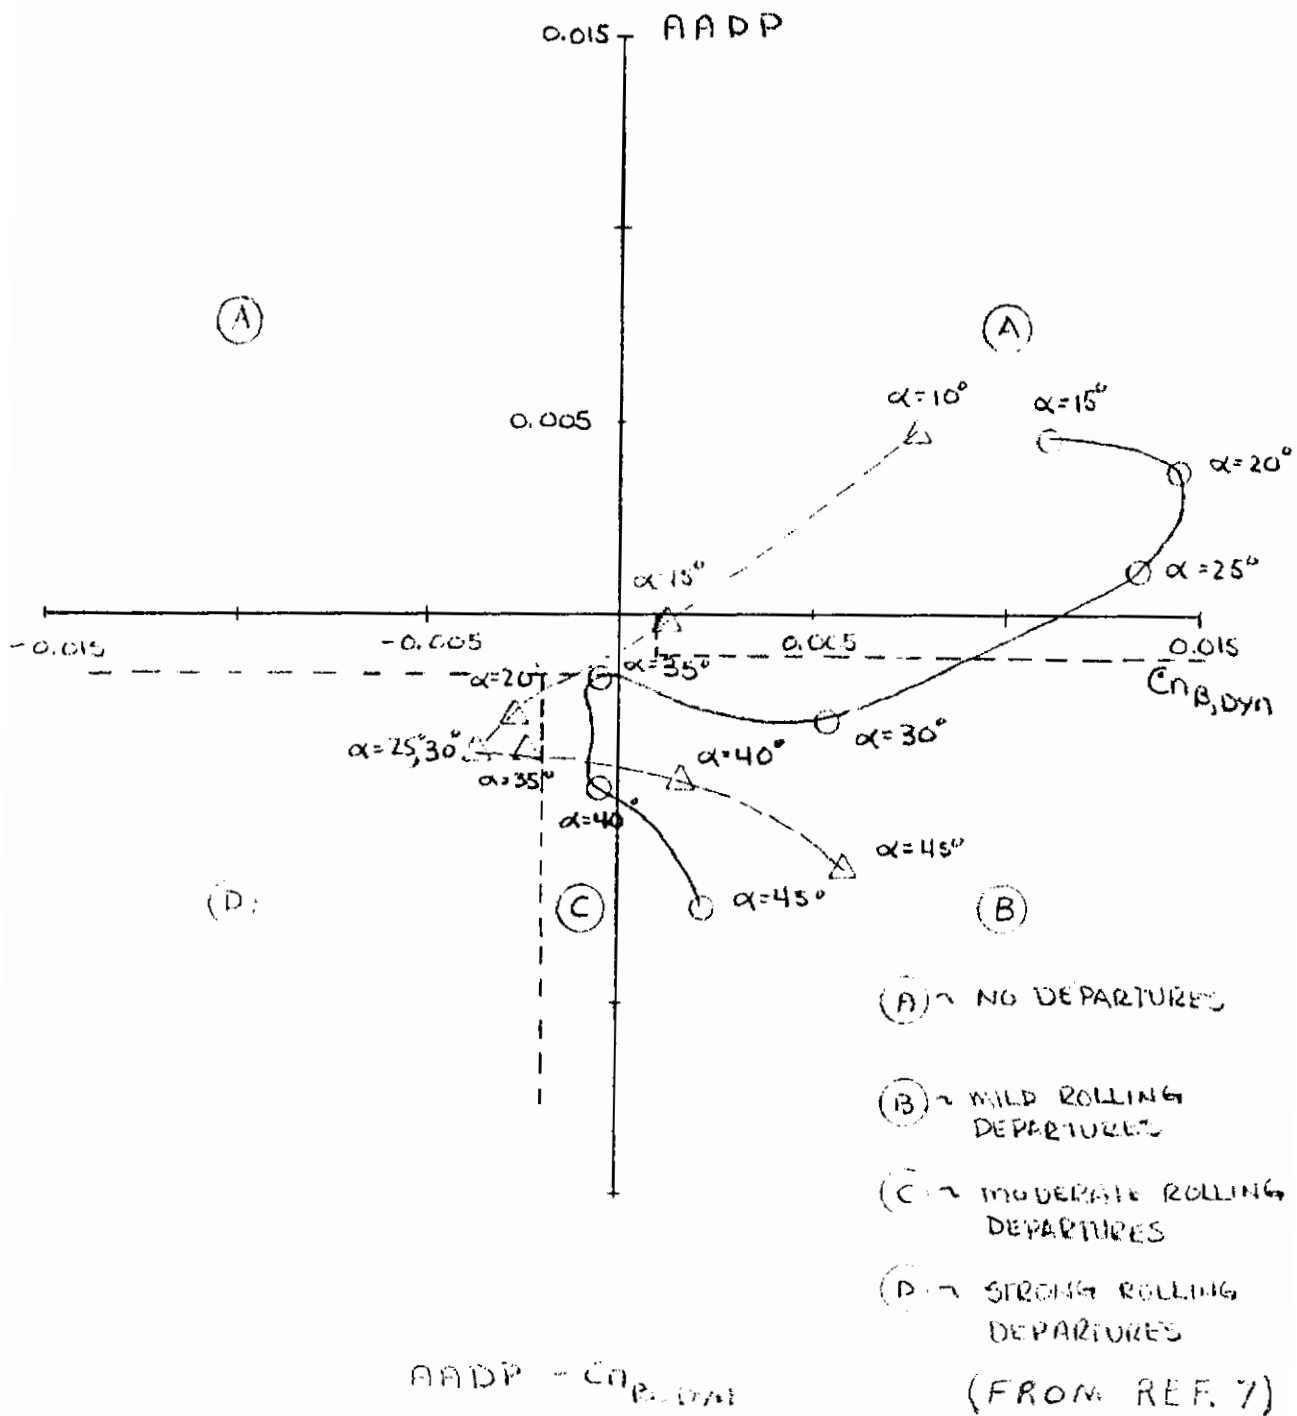 0.015 AADP
Ⓐ Ⓐ
α=10° α=15°
0.005
α=20°
α=25°
α=15°
-0.015 -0.005 0.005 0.015
α=20 α=35°
Cnβ,Dyn
α=30°
α=25°,30° α=40°
α=35°
α=40°
α=45°
α=45°
(D) Ⓒ Ⓑ
Ⓐ ~ NO DEPARTURES
Ⓑ ~ MILD ROLLING
DEPARTURES
Ⓒ ~ MODERATE ROLLING
DEPARTURES
Ⓓ ~ STRONG ROLLING
DEPARTURES
AADP - Cnβ,DYN
(FROM REF. 7)